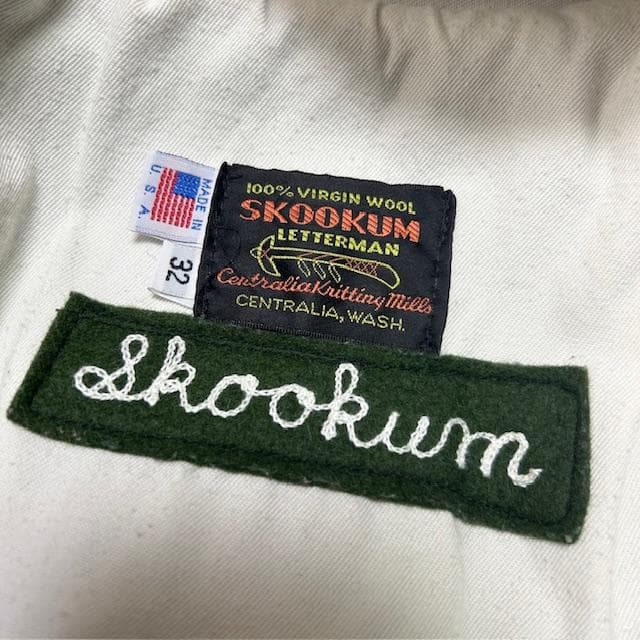 MADE IN
U. S. A.
32
100% VIRGIN WOOL
SKOOKUM
LETTERMAN
Centralia Knitting Mills
CENTRALIA, WASH.
Skookum